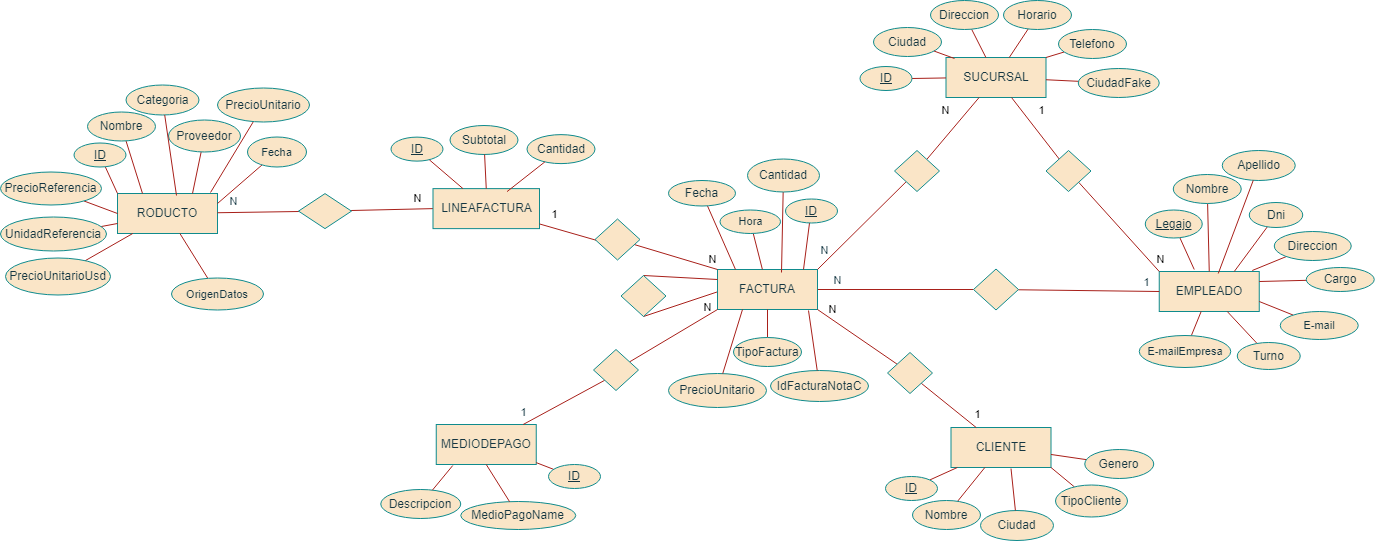 Direccion
Horario
Ciudad
Telefono
ID
SUCURSAL
CiudadFake
N
1
Categoria
PrecioUnitario
Nombre
Proveedor
ID
Fecha
PrecioReferencia
RODUCTO
N
UnidadReferencia
PrecioUnitarioUsd
OrigenDatos
ID
Subtotal
Cantidad
N
LINEAFACTURA
1
Fecha
Cantidad
Hora
ID
N
N
FACTURA
N
N
N
TipoFactura
PrecioUnitario
IdFacturaNotaC
Apellido
Nombre
Legajo
Dni
Direccion
N
1
EMPLEADO
Cargo
E-mail
E-mailEmpresa
Turno
1
MEDIODEPAGO
ID
Descripcion
MedioPagoName
1
CLIENTE
Genero
ID
TipoCliente
Nombre
Ciudad